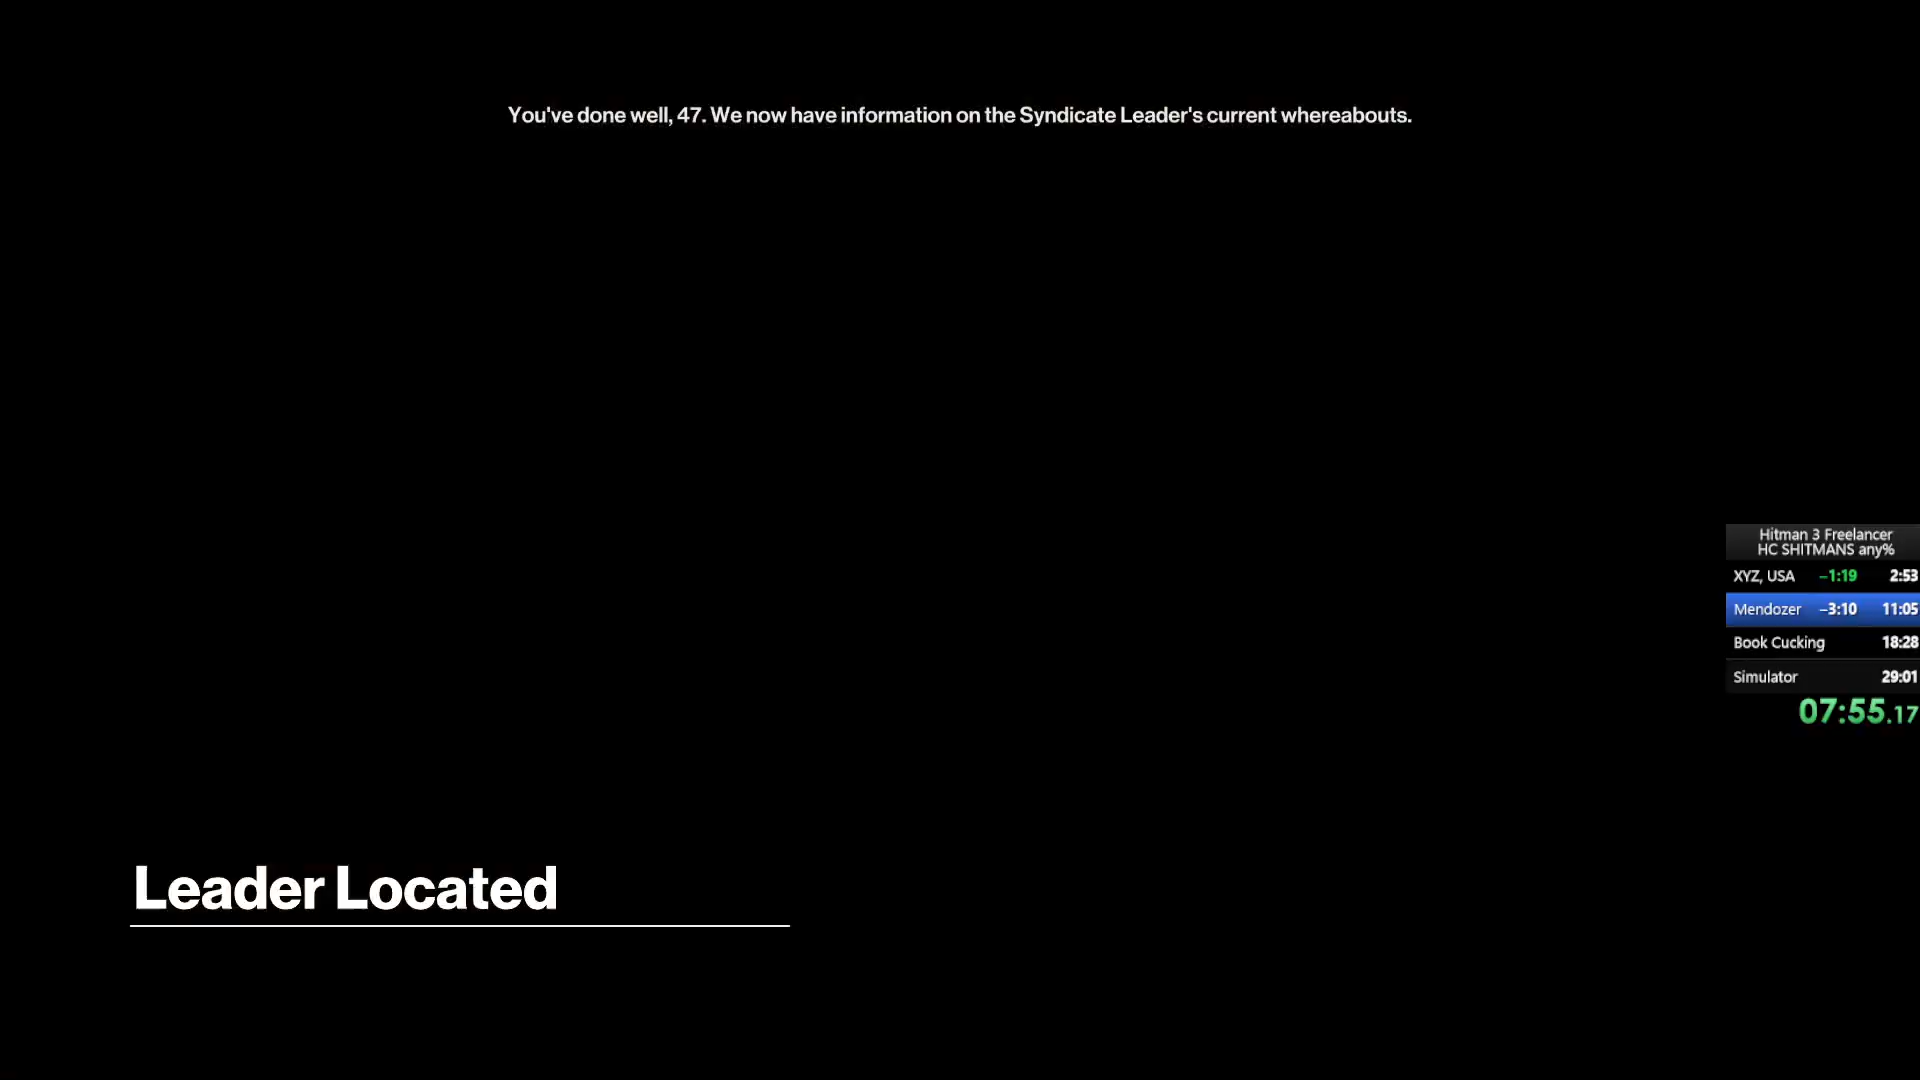 You've done well, 47. We now have information on the Syndicate Leader's current whereabouts.
Hitman 3 Freelancer
HC SHITMANS any%
XYZ, USA −1:19 2:53
Mendozer −3:10 11:05
Book Cucking 18:28
Simulator 29:01
07:55.17
Leader Located